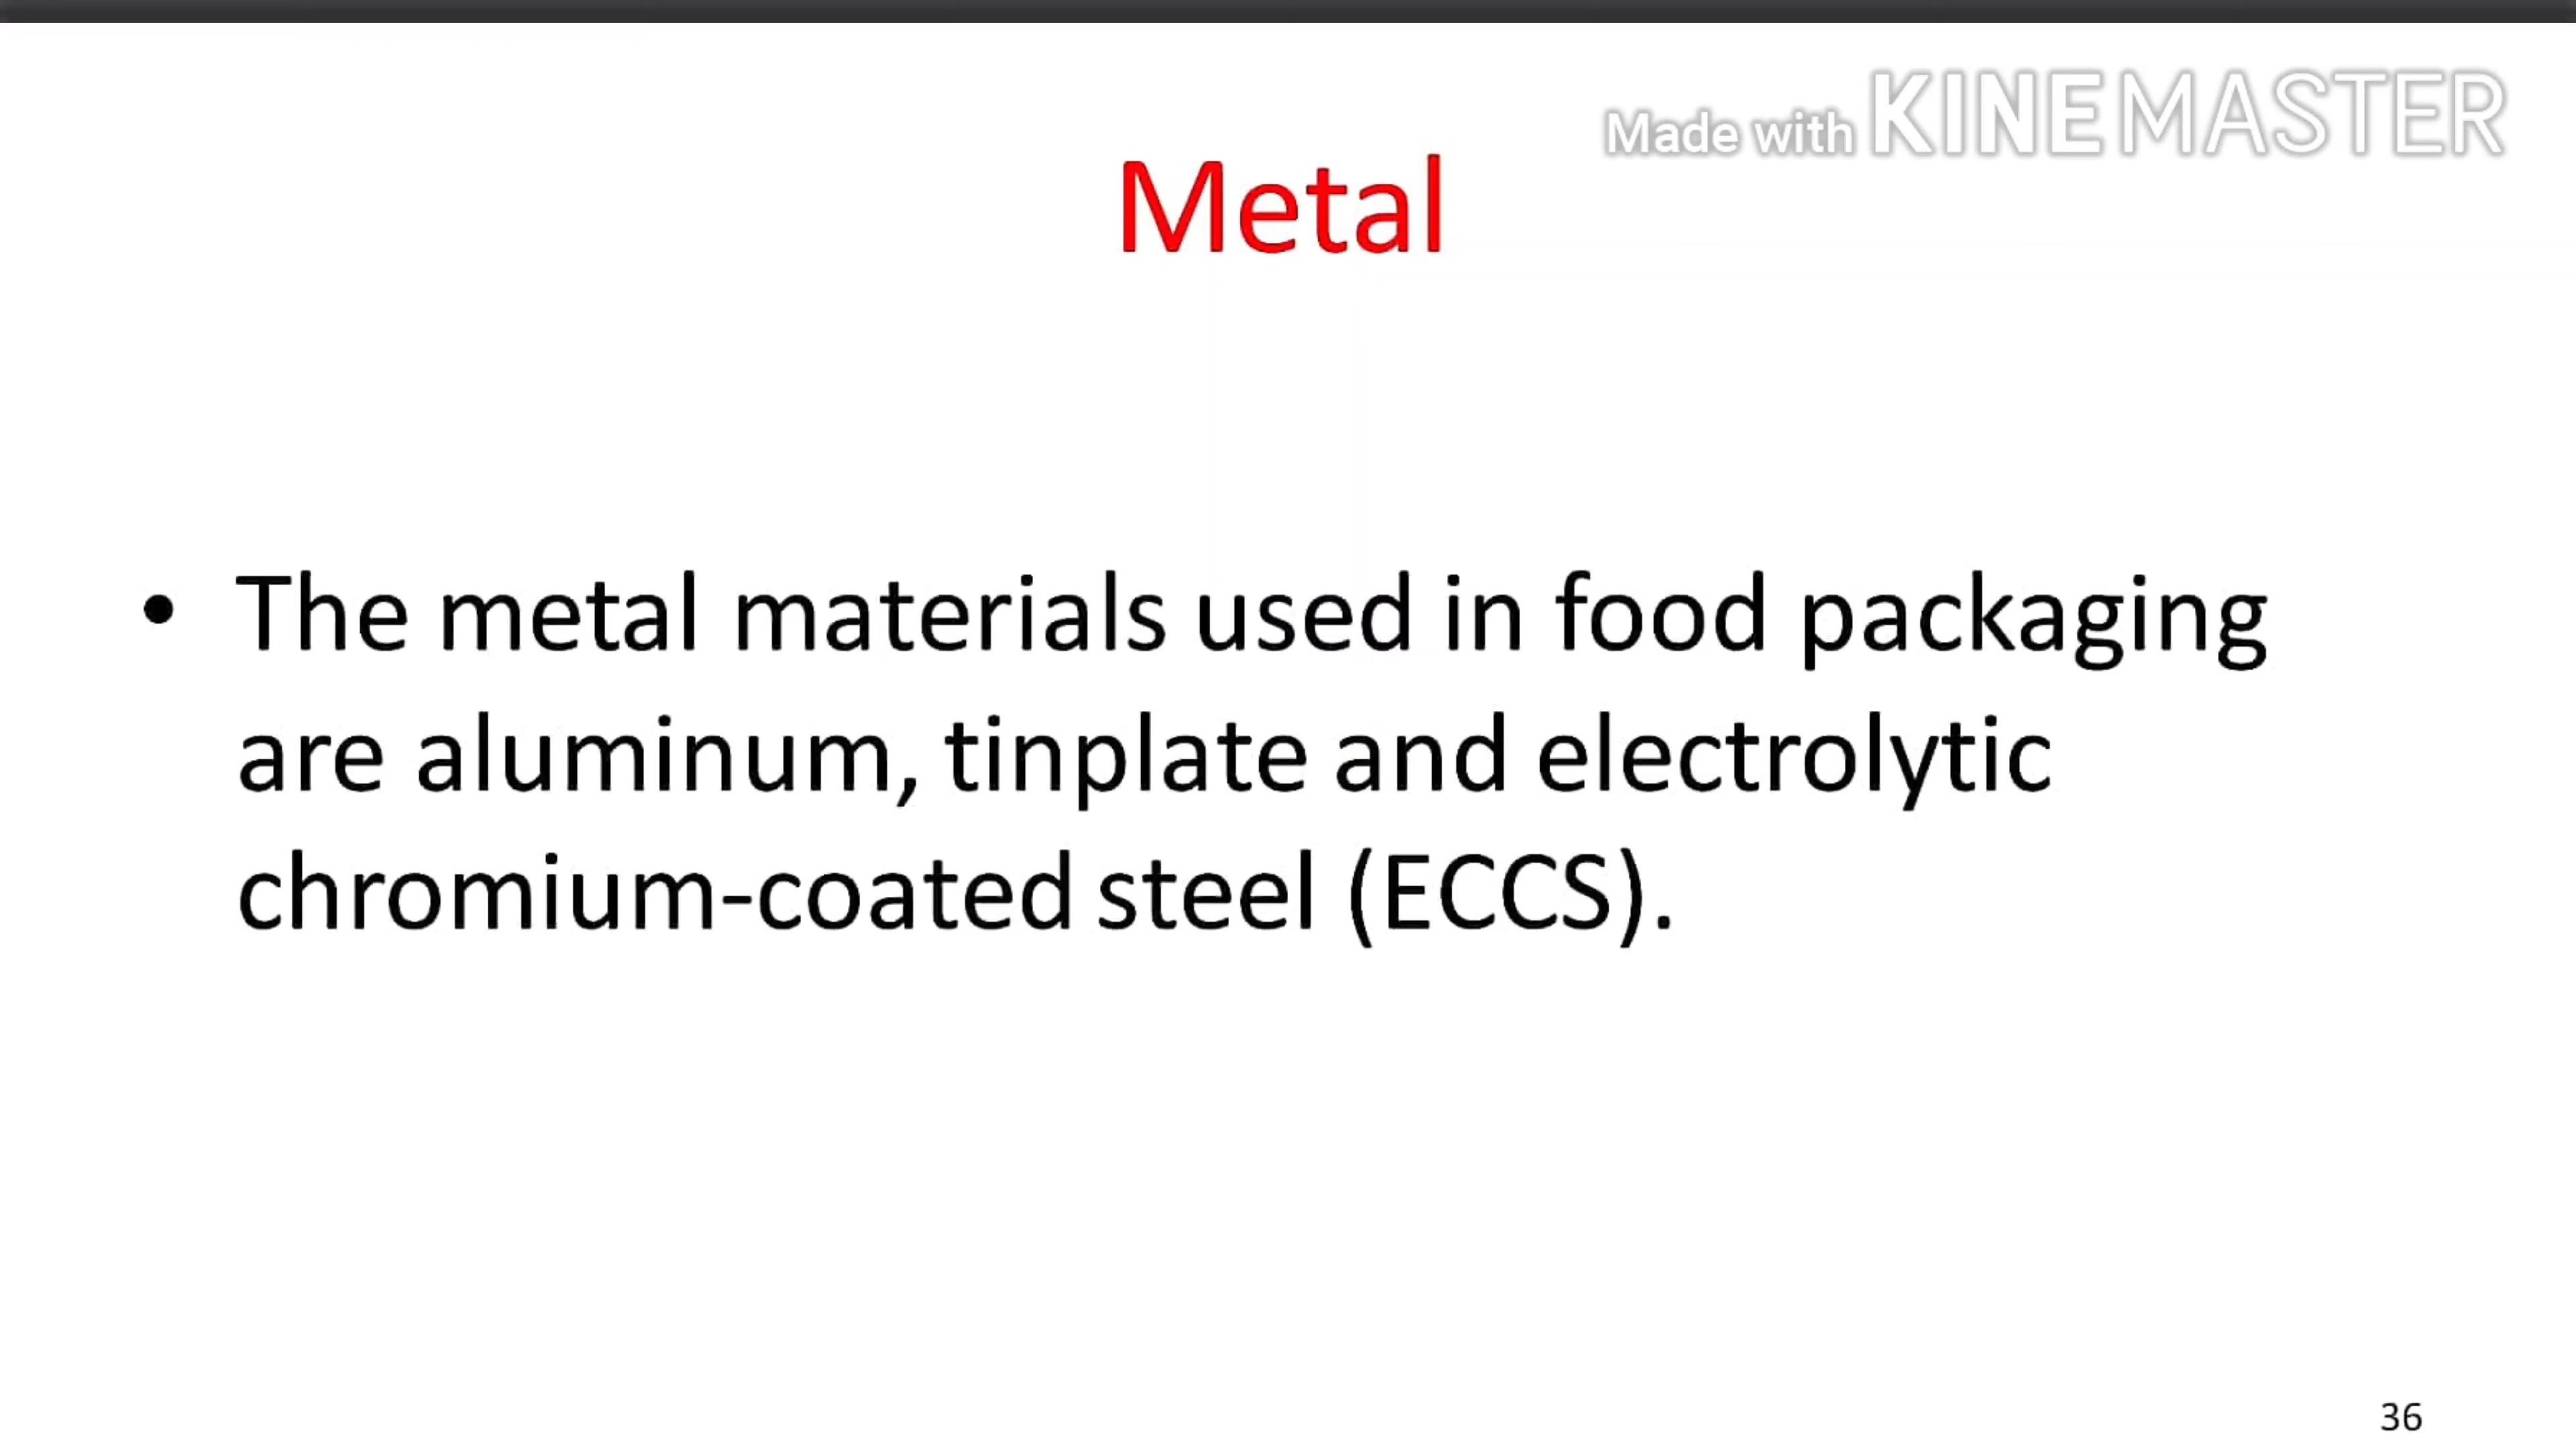 Made with KINEMASTER
Metal
• The metal materials used in food packaging
are aluminum, tinplate and electrolytic
chromium-coated steel (ECCS).
36